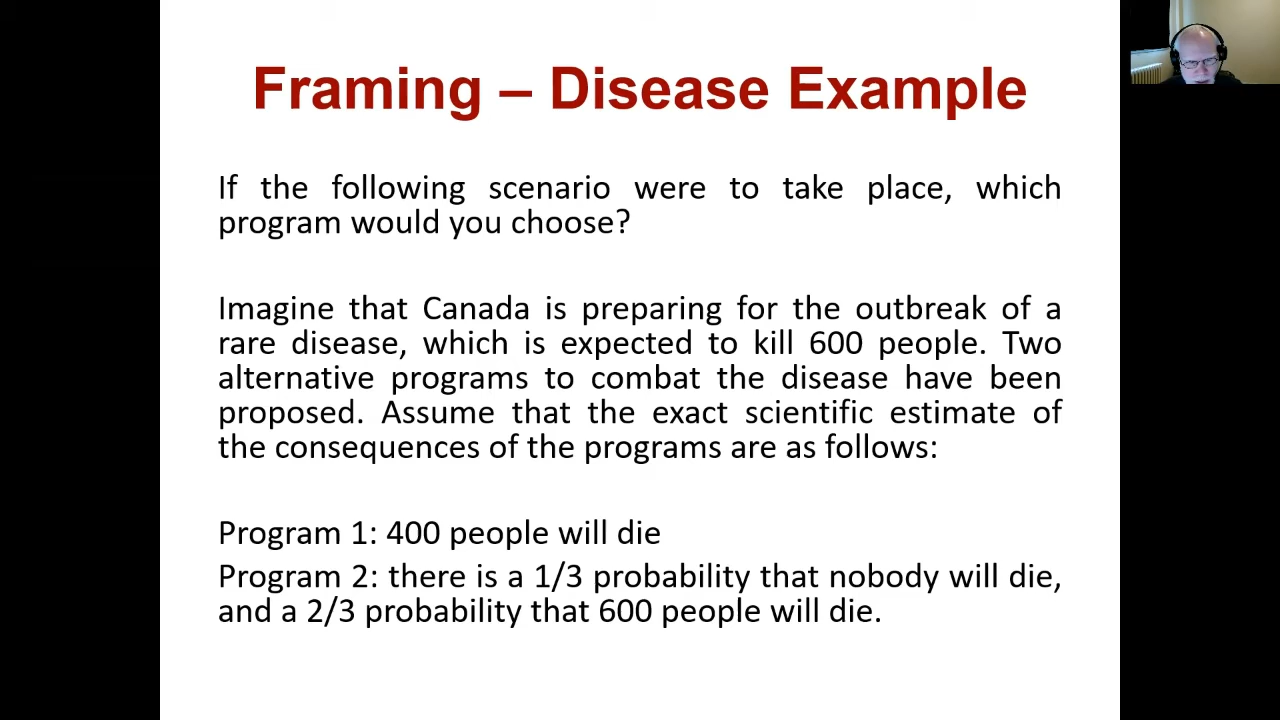 Framing – Disease Example
If the following scenario were to take place, which
program would you choose?
Imagine that Canada is preparing for the outbreak of a
rare disease, which is expected to kill 600 people. Two
alternative programs to combat the disease have been
proposed. Assume that the exact scientific estimate of
the consequences of the programs are as follows:
Program 1: 400 people will die
Program 2: there is a 1/3 probability that nobody will die,
and a 2/3 probability that 600 people will die.